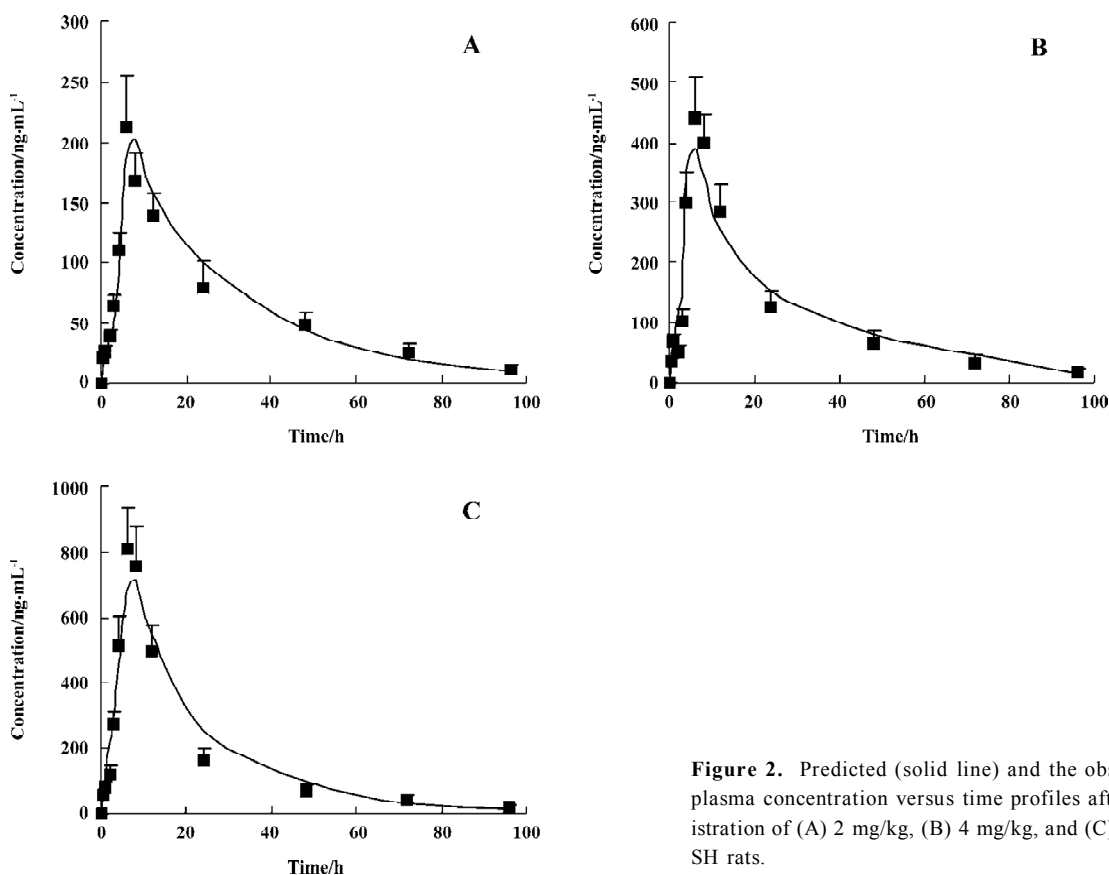 A
300
250
200
150
100
50
0
Concentration/ng·mL-1
0 20 40 60 80 100
Time/h
B
600
500
400
300
200
100
0
Concentration/ng·mL-1
0 20 40 60 80 100
Time/h
C
1000
800
600
400
200
0
Concentration/ng·mL-1
0 20 40 60 80 100
Time/h
Figure 2. Predicted (solid line) and the obs
plasma concentration versus time profiles aft
istration of (A) 2 mg/kg, (B) 4 mg/kg, and (C)
SH rats.